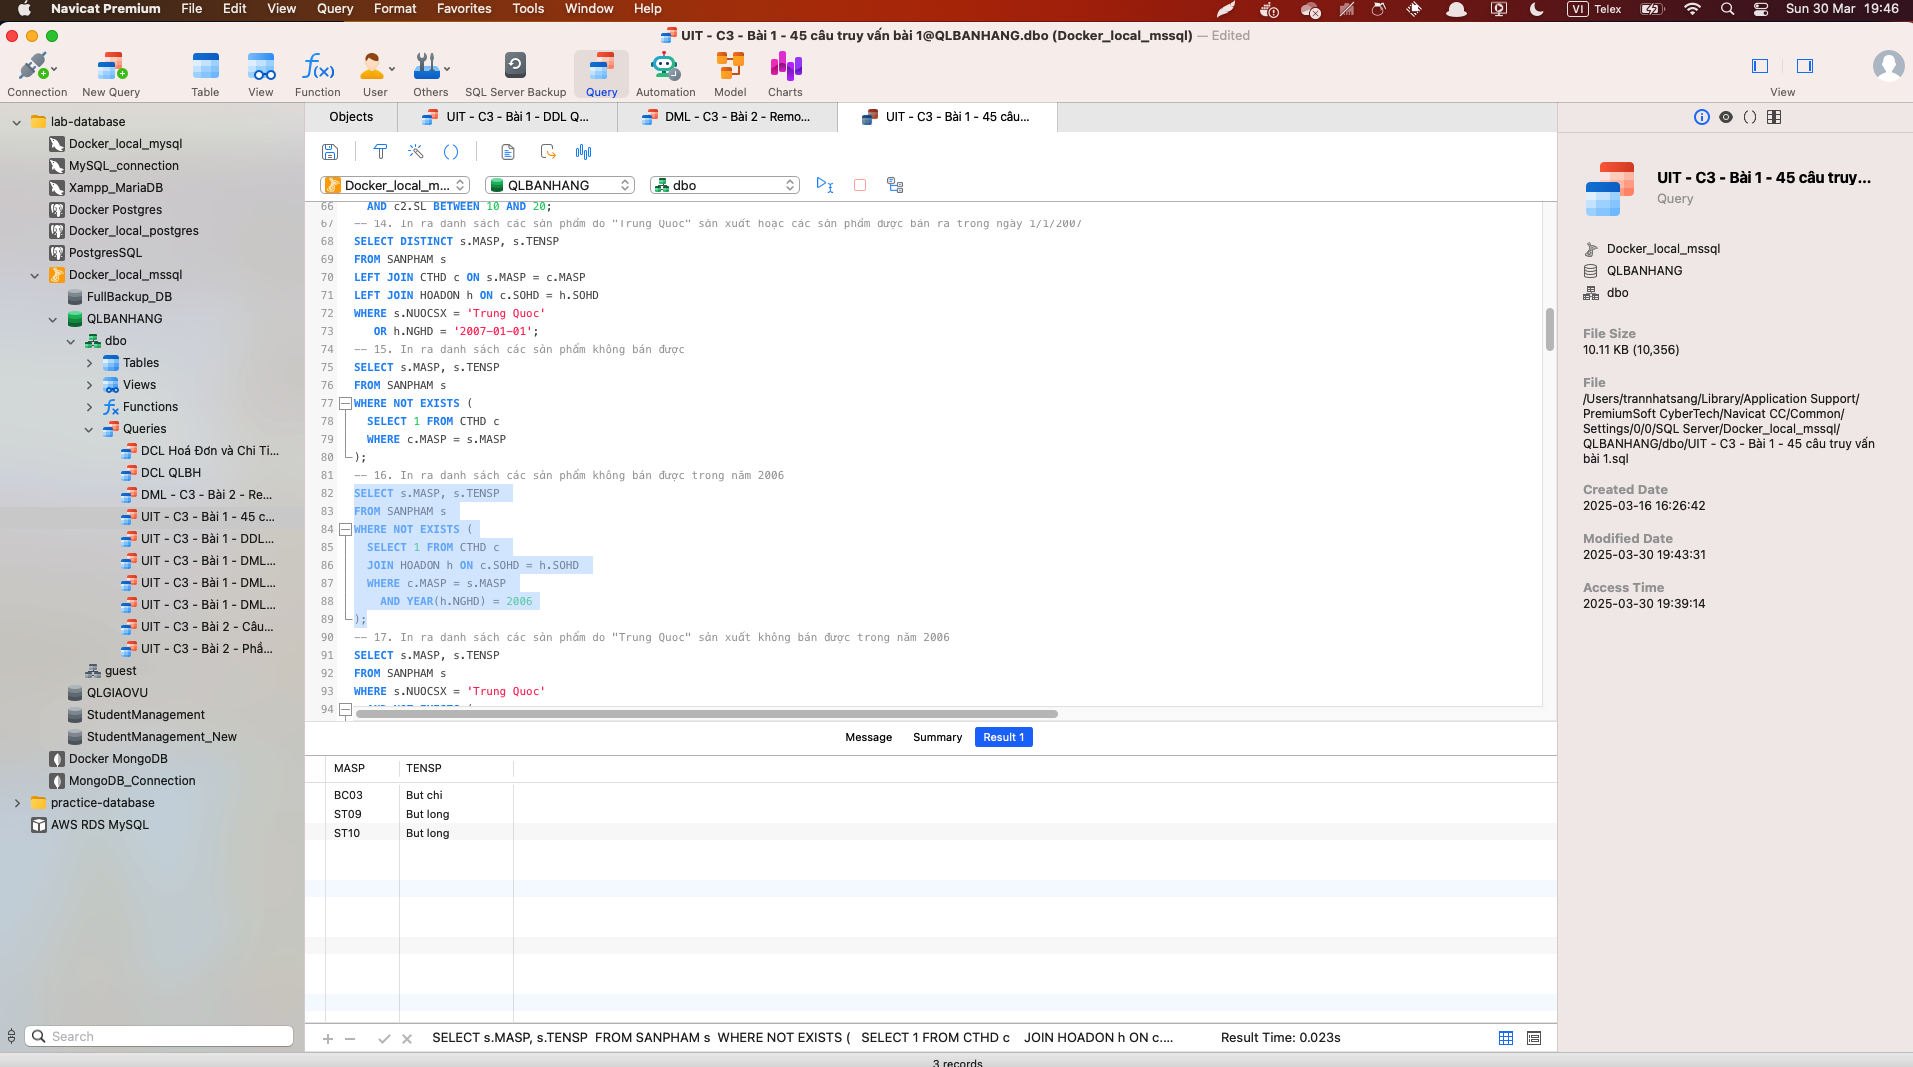 Navicat Premium File Edit View Query Format Favorites Tools Window Help VI Telex Sun 30 Mar 19:46
UIT - C3 - Bài 1 - 45 câu truy vấn bài 1@QLBANHANG.dbo (Docker_local_mssql) — Edited
Connection New Query Table View Function User Others SQL Server Backup Query Automation Model Charts View
lab-database
Docker_local_mysql
MySQL_connection
Xampp_MariaDB
Docker Postgres
Docker_local_postgres
PostgresSQL
Docker_local_mssql
FullBackup_DB
QLBANHANG
dbo
Tables
Views
Functions
Queries
DCL Hoá Đơn và Chi Ti...
DCL QLBH
DML - C3 - Bài 2 - Re...
UIT - C3 - Bài 1 - 45 c...
UIT - C3 - Bài 1 - DDL...
UIT - C3 - Bài 1 - DML...
UIT - C3 - Bài 1 - DML...
UIT - C3 - Bài 1 - DML...
UIT - C3 - Bài 2 - Câu...
UIT - C3 - Bài 2 - Phầ...
guest
QLGIAOVU
StudentManagement
StudentManagement_New
Docker MongoDB
MongoDB_Connection
practice-database
AWS RDS MySQL
Search
Objects UIT - C3 - Bài 1 - DDL Q... DML - C3 - Bài 2 - Remo... UIT - C3 - Bài 1 - 45 câu...
Docker_local_m... QLBANHANG dbo
66 AND c2.SL BETWEEN 10 AND 20;
67 -- 14. In ra danh sách các sản phẩm do "Trung Quoc" sản xuất hoặc các sản phẩm được bán ra trong ngày 1/1/2007
68 SELECT DISTINCT s.MASP, s.TENSP
69 FROM SANPHAM s
70 LEFT JOIN CTHD c ON s.MASP = c.MASP
71 LEFT JOIN HOADON h ON c.SOHD = h.SOHD
72 WHERE s.NUOCSX = 'Trung Quoc'
73 OR h.NGHD = '2007-01-01';
74 -- 15. In ra danh sách các sản phẩm không bán được
75 SELECT s.MASP, s.TENSP
76 FROM SANPHAM s
77 WHERE NOT EXISTS (
78 SELECT 1 FROM CTHD c
79 WHERE c.MASP = s.MASP
80 );
81 -- 16. In ra danh sách các sản phẩm không bán được trong năm 2006
82 SELECT s.MASP, s.TENSP
83 FROM SANPHAM s
84 WHERE NOT EXISTS (
85 SELECT 1 FROM CTHD c
86 JOIN HOADON h ON c.SOHD = h.SOHD
87 WHERE c.MASP = s.MASP
88 AND YEAR(h.NGHD) = 2006
89 );
90 -- 17. In ra danh sách các sản phẩm do "Trung Quoc" sản xuất không bán được trong năm 2006
91 SELECT s.MASP, s.TENSP
92 FROM SANPHAM s
93 WHERE s.NUOCSX = 'Trung Quoc'
94
Message Summary Result 1
MASP TENSP
BC03 But chi
ST09 But long
ST10 But long
SELECT s.MASP, s.TENSP FROM SANPHAM s WHERE NOT EXISTS ( SELECT 1 FROM CTHD c JOIN HOADON h ON c.... Result Time: 0.023s
3 records
UIT - C3 - Bài 1 - 45 câu truy...
Query
Docker_local_mssql
QLBANHANG
dbo
File Size
10.11 KB (10,356)
File
/Users/trannhatsang/Library/Application Support/
PremiumSoft CyberTech/Navicat CC/Common/
Settings/0/0/SQL Server/Docker_local_mssql/
QLBANHANG/dbo/UIT - C3 - Bài 1 - 45 câu truy vấn
bài 1.sql
Created Date
2025-03-16 16:26:42
Modified Date
2025-03-30 19:43:31
Access Time
2025-03-30 19:39:14